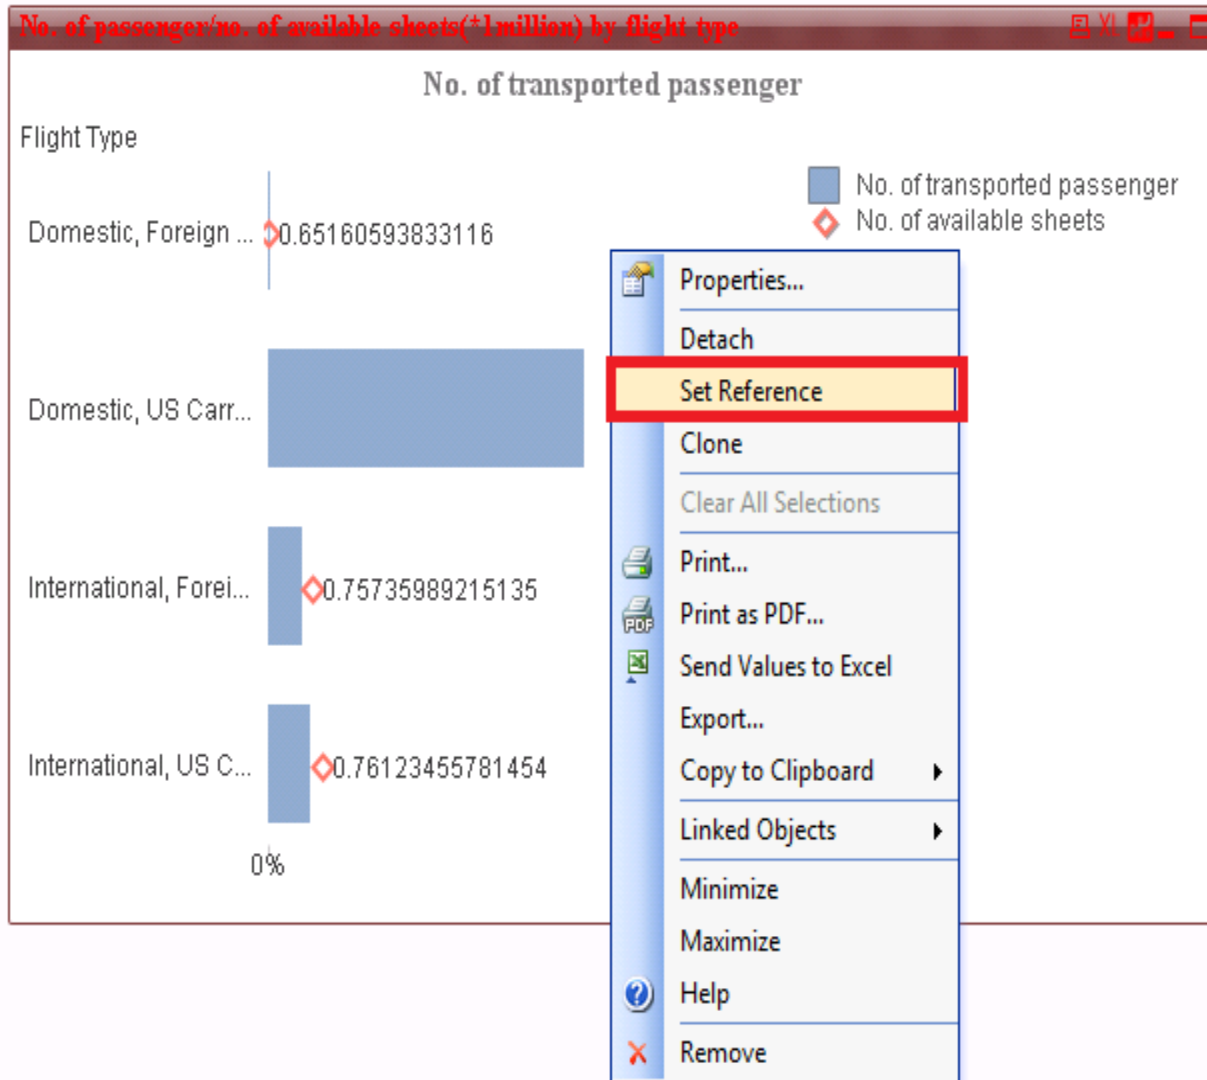 No. of passenger/no. of available sheets(*1million) by flight type
XL
No. of transported passenger
Flight Type
No. of transported passenger
No. of available sheets
Domestic, Foreign ...
0.65160593833116
Domestic, US Carr...
International, Forei...
0.75735989215135
International, US C...
0.76123455781454
0%
Properties...
Detach
Set Reference
Clone
Clear All Selections
Print...
PDF
Print as PDF...
Send Values to Excel
Export...
Copy to Clipboard
Linked Objects
Minimize
Maximize
?
Help
Remove